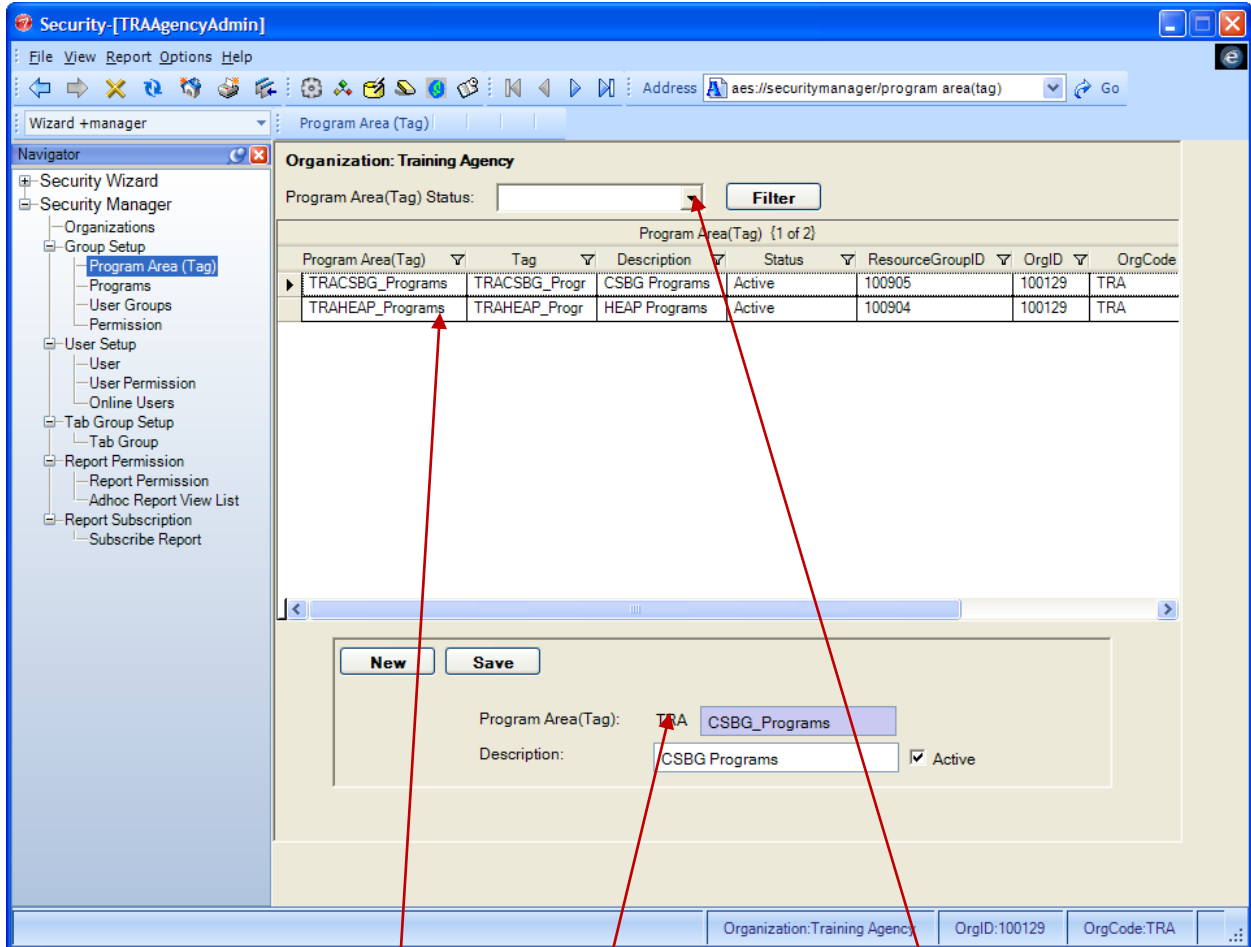 Security-[TRAAgencyAdmin]
File View Report Options Help
Address aes://securitymanager/program area(tag) Go
Wizard +manager Program Area (Tag)
Navigator
Security Wizard
Security Manager
Organizations
Group Setup
Program Area (Tag)
Programs
User Groups
Permission
User Setup
User
User Permission
Online Users
Tab Group Setup
Tab Group
Report Permission
Report Permission
Adhoc Report View List
Report Subscription
Subscribe Report
Organization: Training Agency
Program Area(Tag) Status: Filter
Program Area(Tag) {1 of 2}
Program Area(Tag) Tag Description Status ResourceGroupID OrgID OrgCode
TRACSBG_Programs TRACSBG_Progr CSBG Programs Active 100905 100129 TRA
TRAHEAP_Programs TRAHEAP_Progr HEAP Programs Active 100904 100129 TRA
New Save
Program Area(Tag): TRA CSBG_Programs
Description: CSBG Programs Active
Organization:Training Agency OrgID:100129 OrgCode:TRA